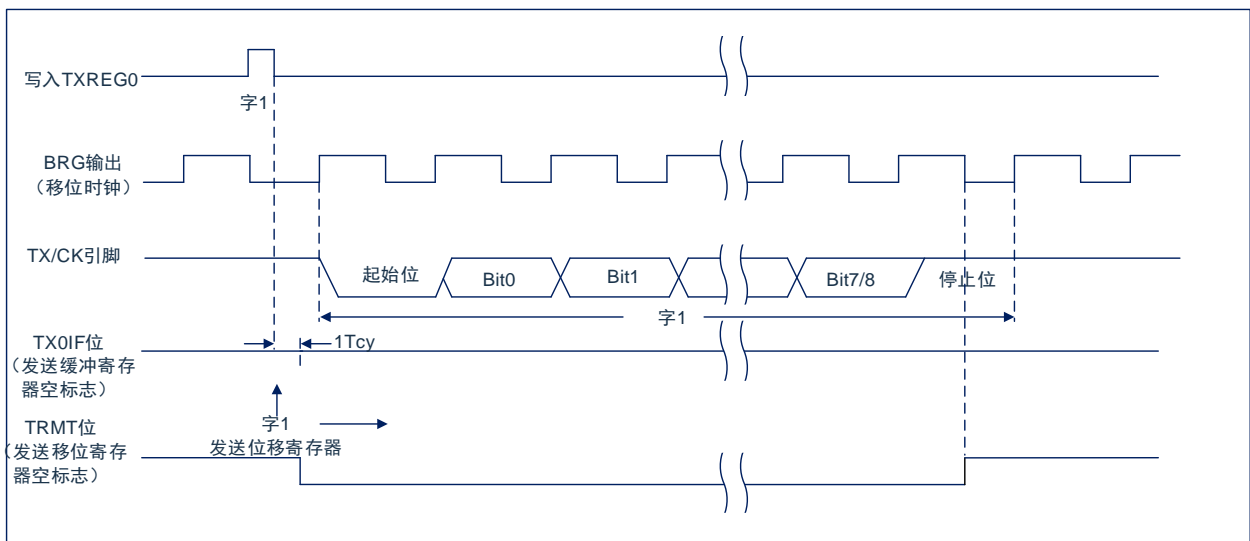 写入TXREG0
字1
BRG输出
（移位时钟）
TX/CK引脚
起始位
Bit0
Bit1
Bit7/8
停止位
字1
TX0IF位
（发送缓冲寄存
器空标志）
1Tcy
字1
发送位移寄存器
TRMT位
（发送移位寄存
器空标志）